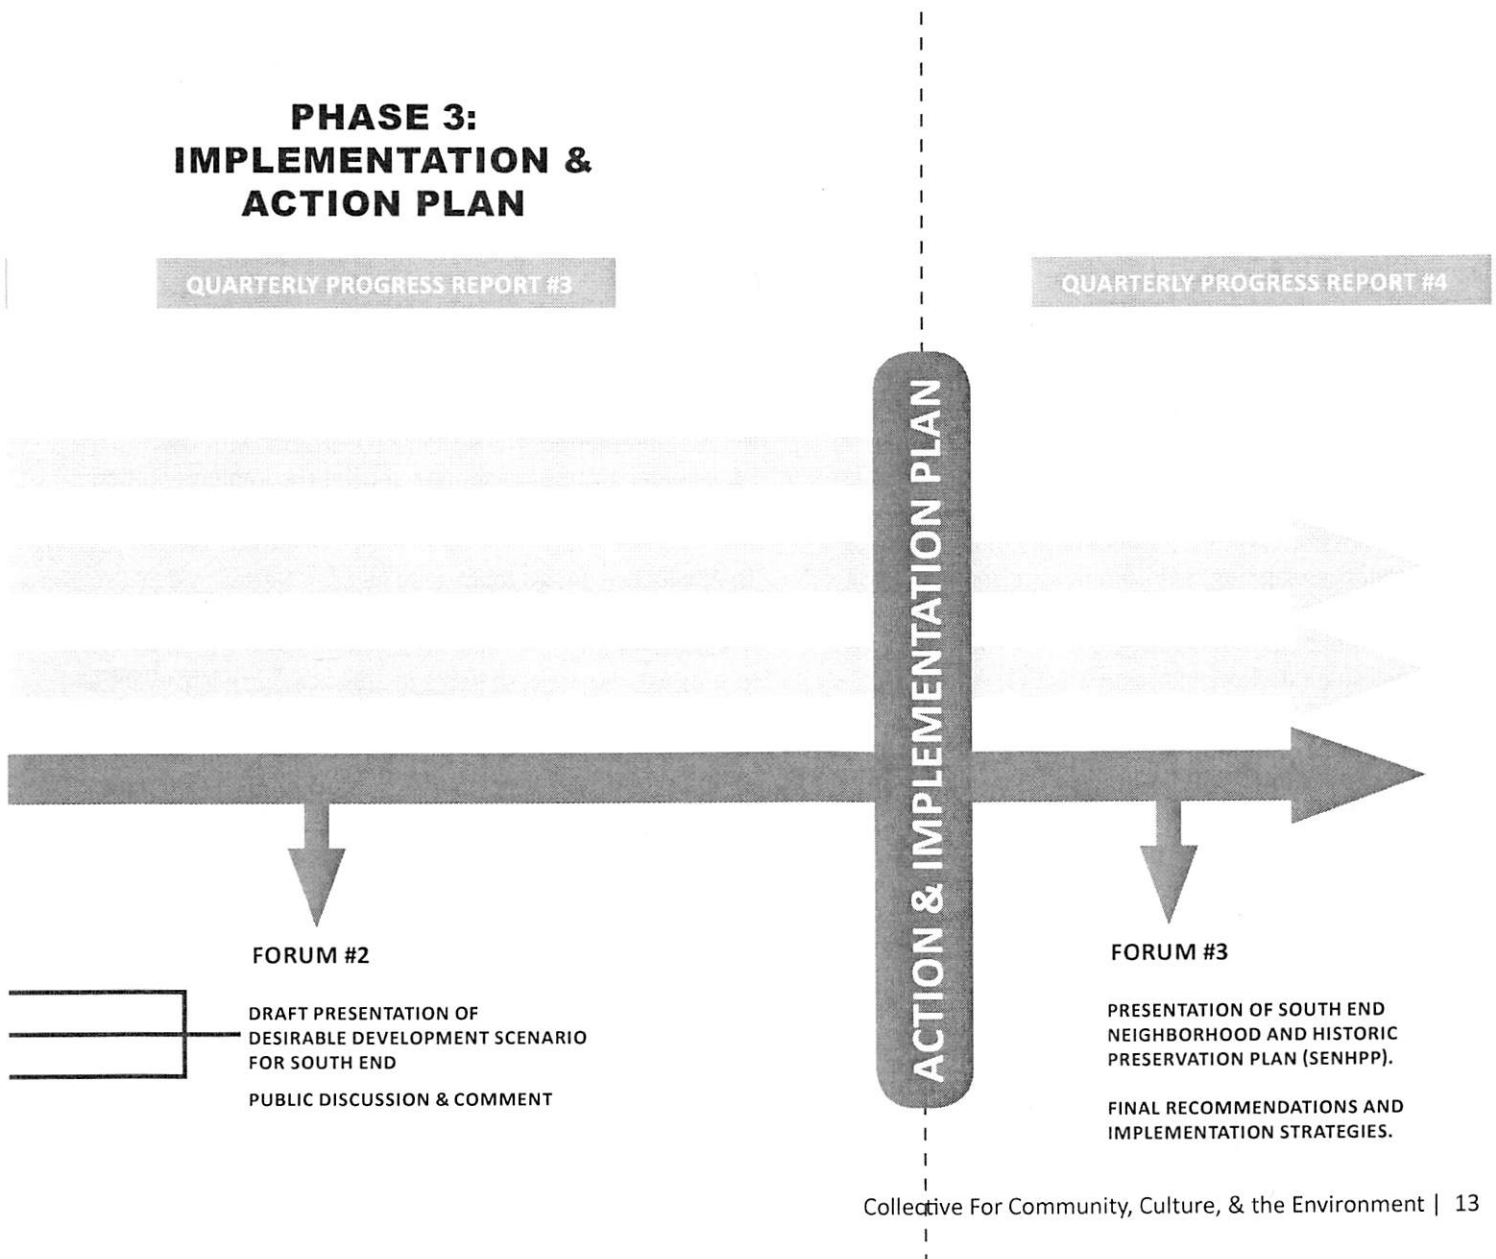 PHASE 3:
IMPLEMENTATION &
ACTION PLAN
QUARTERLY PROGRESS REPORT #3
QUARTERLY PROGRESS REPORT #4
ACTION & IMPLEMENTATION PLAN
FORUM #2
DRAFT PRESENTATION OF
DESIRABLE DEVELOPMENT SCENARIO
FOR SOUTH END
PUBLIC DISCUSSION & COMMENT
FORUM #3
PRESENTATION OF SOUTH END
NEIGHBORHOOD AND HISTORIC
PRESERVATION PLAN (SENHPP).
FINAL RECOMMENDATIONS AND
IMPLEMENTATION STRATEGIES.
Collective For Community, Culture, & the Environment | 13